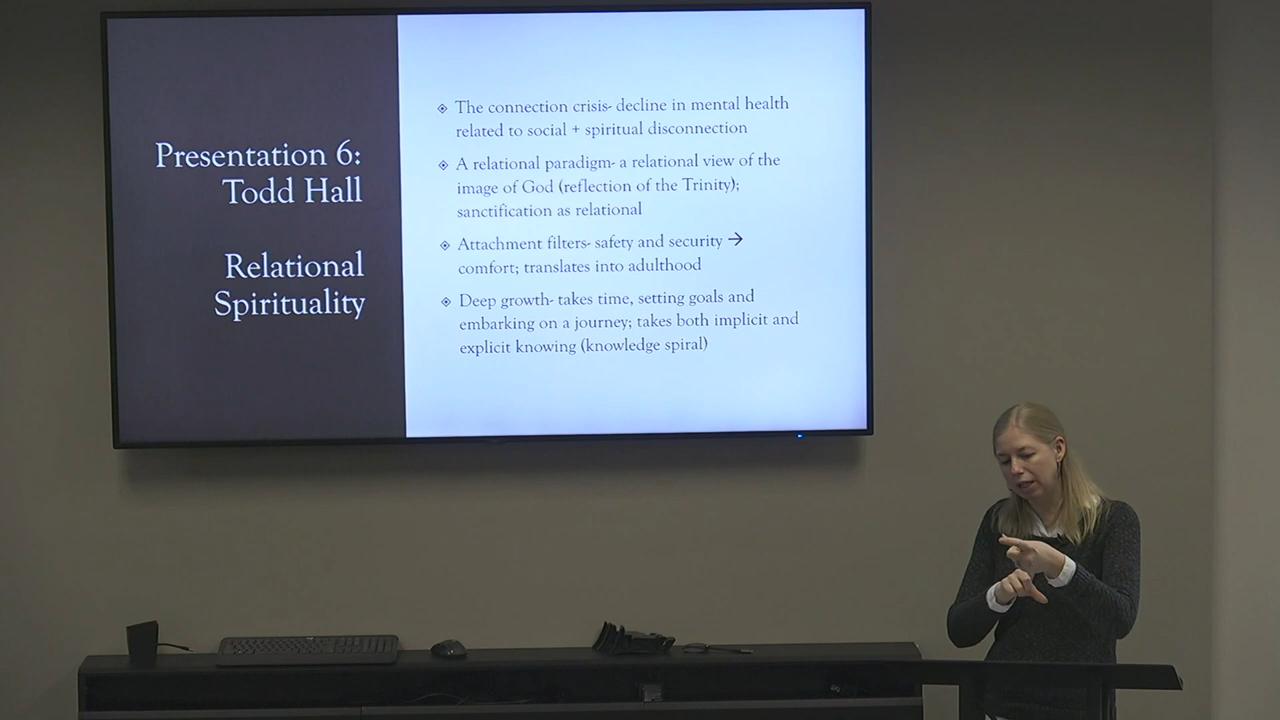 Presentation 6:
Todd Hall
Relational
Spirituality
The connection crisis- decline in mental health
related to social + spiritual disconnection
A relational paradigm- a relational view of the
image of God (reflection of the Trinity);
sanctification as relational
Attachment filters- safety and security →
comfort; translates into adulthood
Deep growth- takes time, setting goals and
embarking on a journey; takes both implicit and
explicit knowing (knowledge spiral)